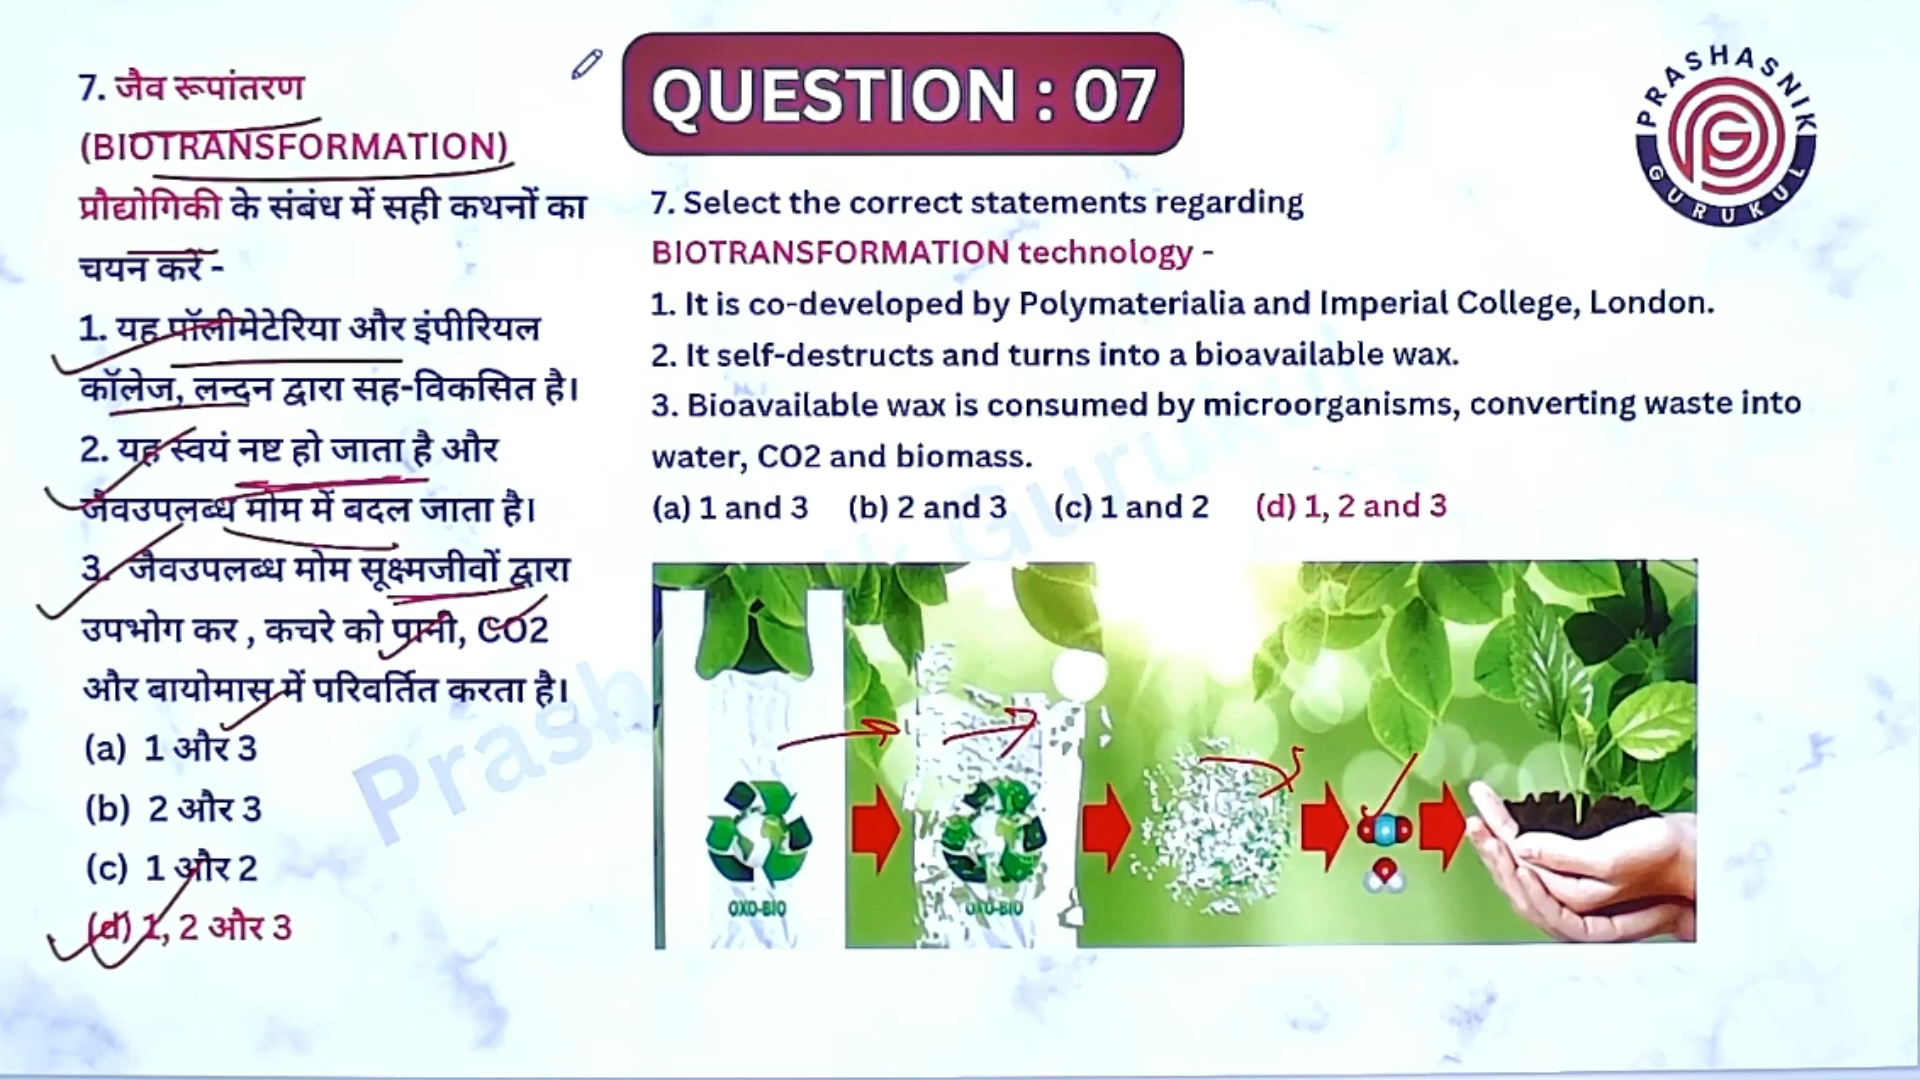 7. जैव रूपांतरण
(BIOTRANSFORMATION)
प्रौद्योगिकी के संबंध में सही कथनों का
चयन करें -
1. यह पॉलीमेटेरिया और इंपीरियल
कॉलेज, लन्दन द्वारा सह-विकसित है।
2. यह स्वयं नष्ट हो जाता है और
जैवउपलब्ध मोम में बदल जाता है।
3. जैवउपलब्ध मोम सूक्ष्मजीवों द्वारा
उपभोग कर , कचरे को पानी, CO2
और बायोमास में परिवर्तित करता है।
(a) 1 और 3
(b) 2 और 3
(c) 1 और 2
(d) 1, 2 और 3
QUESTION : 07
7. Select the correct statements regarding
BIOTRANSFORMATION technology -
1. It is co-developed by Polymaterialia and Imperial College, London.
2. It self-destructs and turns into a bioavailable wax.
3. Bioavailable wax is consumed by microorganisms, converting waste into
water, CO2 and biomass.
(a) 1 and 3 (b) 2 and 3 (c) 1 and 2 (d) 1, 2 and 3
OXO-BIO
OXO-BIO
PRASHASNIK
GURUKUL
Prashasnik Gurukul